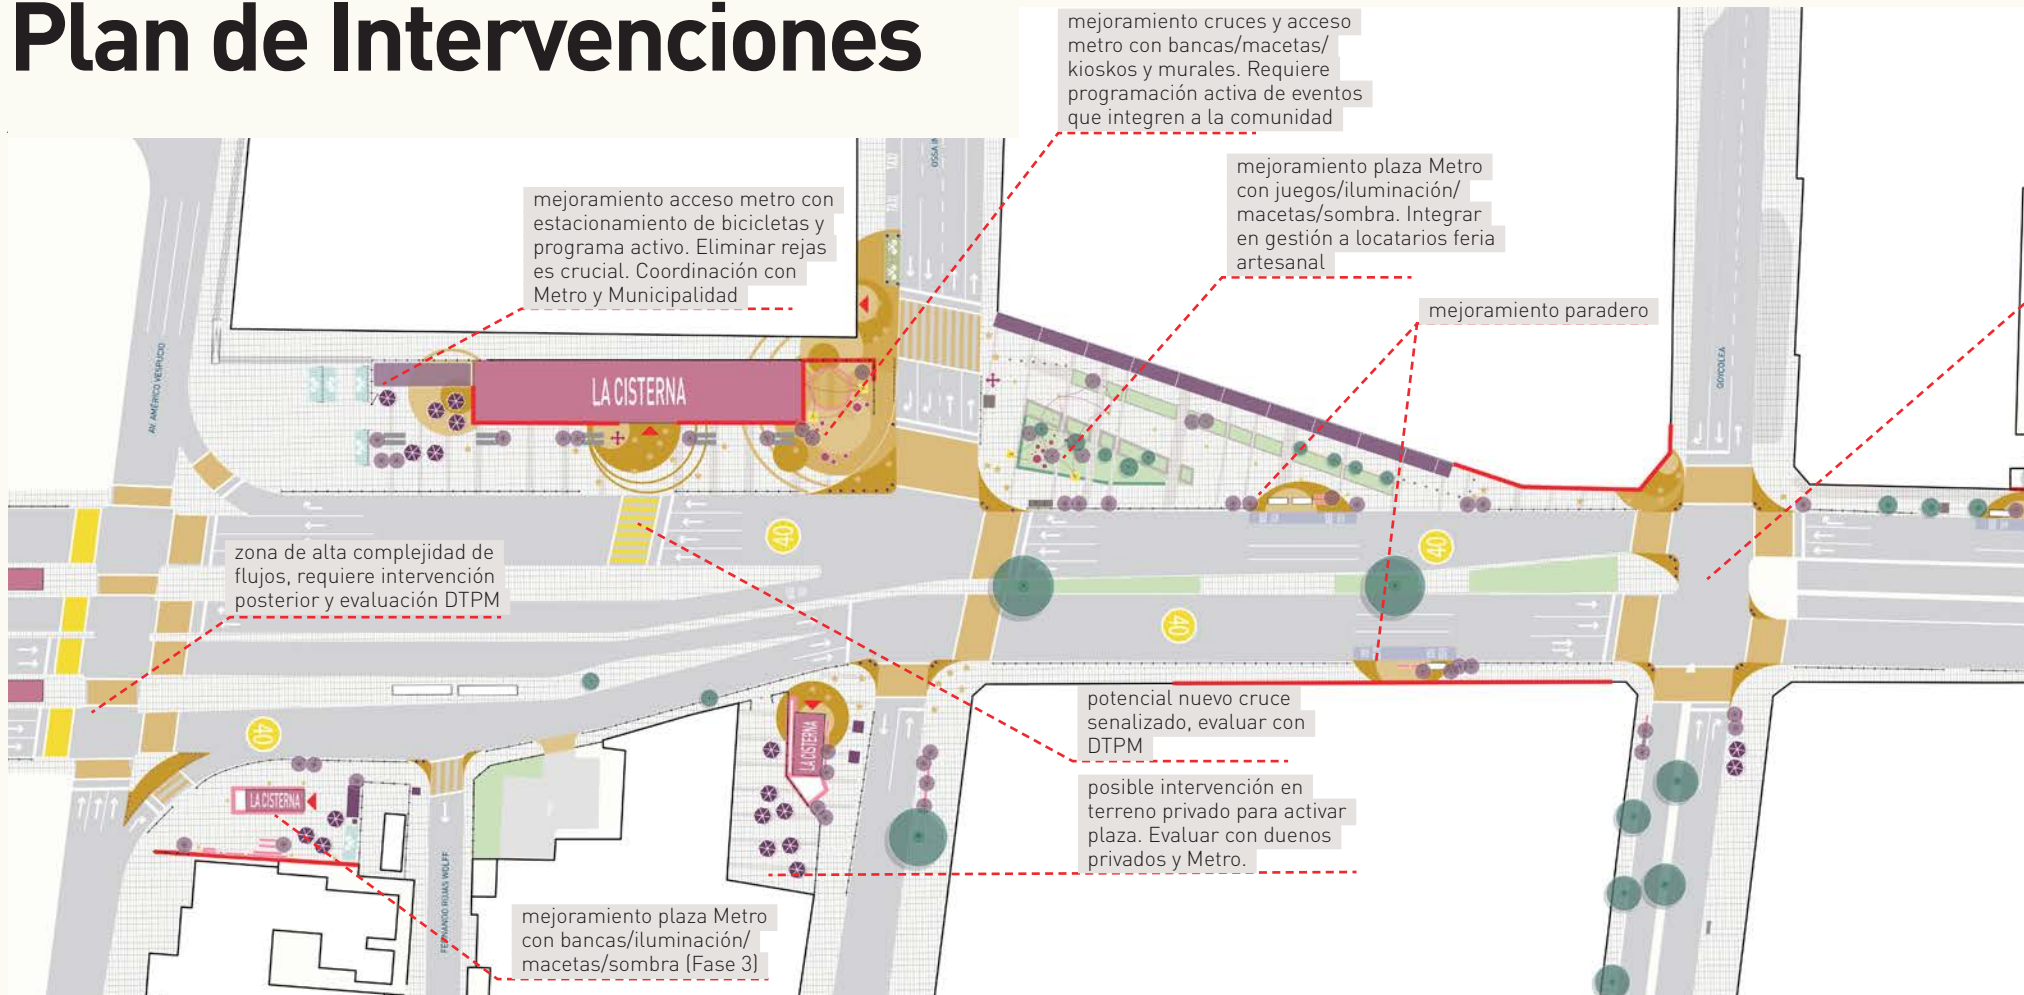 Plan de Intervenciones
mejoramiento cruces y acceso
metro con bancas/macetas/
kioskos y murales. Requiere
programación activa de eventos
que integren a la comunidad
mejoramiento plaza Metro
con juegos/iluminación/
macetas/sombra. Integrar
en gestión a locatarios feria
artesanal
mejoramiento acceso metro con
estacionamiento de bicicletas y
programa activo. Eliminar rejas
es crucial. Coordinación con
Metro y Municipalidad
mejoramiento paradero
TAXI
TAXI
AV. AMÉRICO VESPUCIO
LA CISTERNA
GOYCOLEA
zona de alta complejidad de
flujos, requiere intervención
posterior y evaluación DTPM
40
40
40
40
potencial nuevo cruce
senalizado, evaluar con
DTPM
posible intervención en
terreno privado para activar
plaza. Evaluar con duenos
privados y Metro.
LA CISTERNA
LA CISTERNA
FERNANDO ROJAS WOLFF
mejoramiento plaza Metro
con bancas/iluminación/
macetas/sombra (Fase 3)